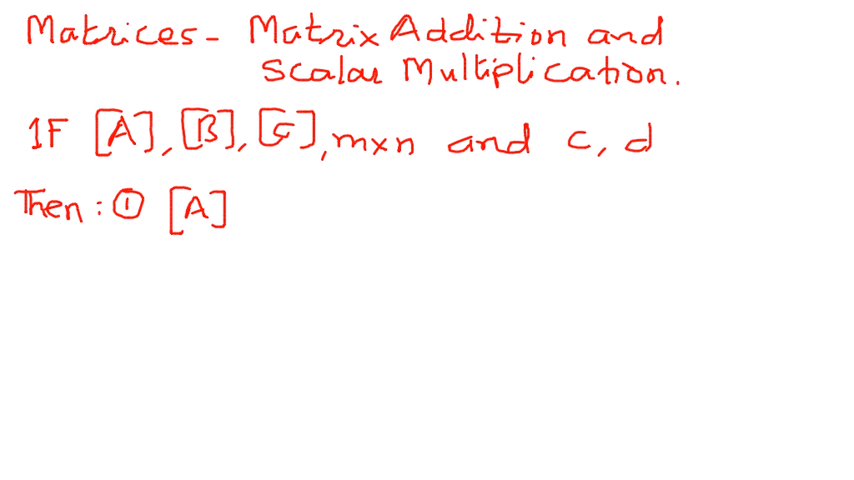 Matrices - Matrix Addition and
Scalar Multiplication.
IF [A], [B], [C], mxn and c, d
Then: ① [A]